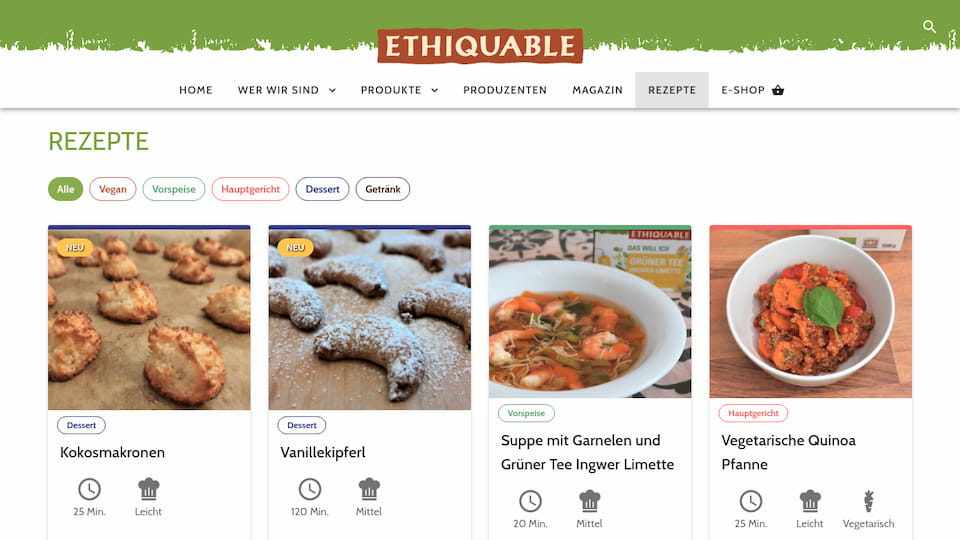 ETHIQUABLE
HOME WER WIR SIND PRODUKTE PRODUZENTEN MAGAZIN REZEPTE E-SHOP
REZEPTE
Alle Vegan Vorspeise Hauptgericht Dessert Getränk
NEU
NEU
ETHIQUABLE
DAS WILL ICH
GRÜNER TEE
INGWER LIMETTE
Dessert
Kokosmakronen
25 Min. Leicht
Dessert
Vanillekipferl
120 Min. Mittel
Vorspeise
Suppe mit Garnelen und
Grüner Tee Ingwer Limette
20 Min. Mittel
Hauptgericht
Vegetarische Quinoa
Pfanne
25 Min. Leicht Vegetarisch